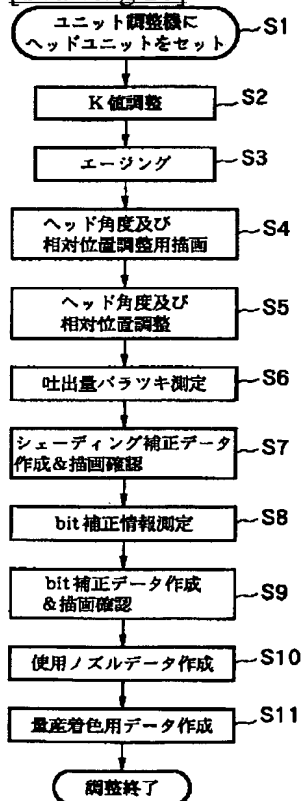 ユニット調整機に
ヘッドユニットをセット
S1
K値調整
S2
エージング
S3
ヘッド角度及び
相対位置調整用描画
S4
ヘッド角度及び
相対位置調整
S5
吐出量バラツキ測定
S6
シェーディング補正データ
作成&描画確認
S7
bit補正情報測定
S8
bit補正データ作成
&描画確認
S9
使用ノズルデータ作成
S10
量産着色用データ作成
S11
調整終了